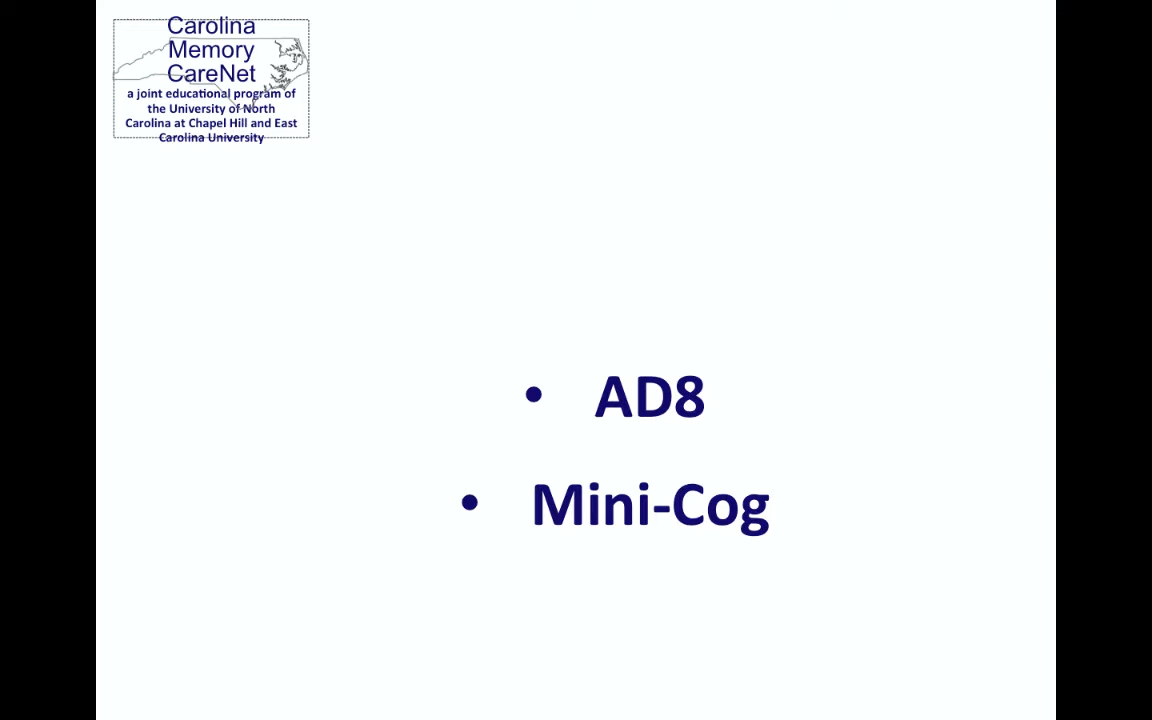 Carolina
Memory
CareNet
a joint educational program of
the University of North
Carolina at Chapel Hill and East
Carolina University
• AD8
• Mini-Cog